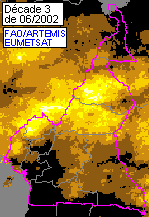 Décade 3
de 06/2002
FAO/ARTEMIS
EUMETSAT